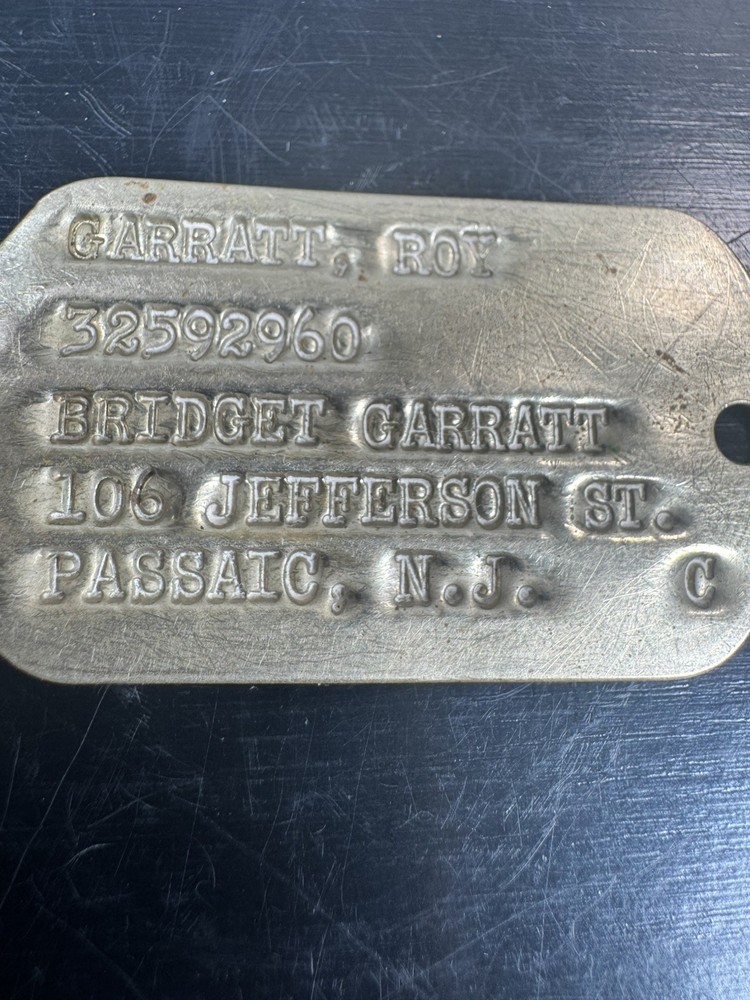 GARRATT, ROY
32592960
BRIDGET GARRATT
106 JEFFERSON ST.
PASSAIC, N.J. C